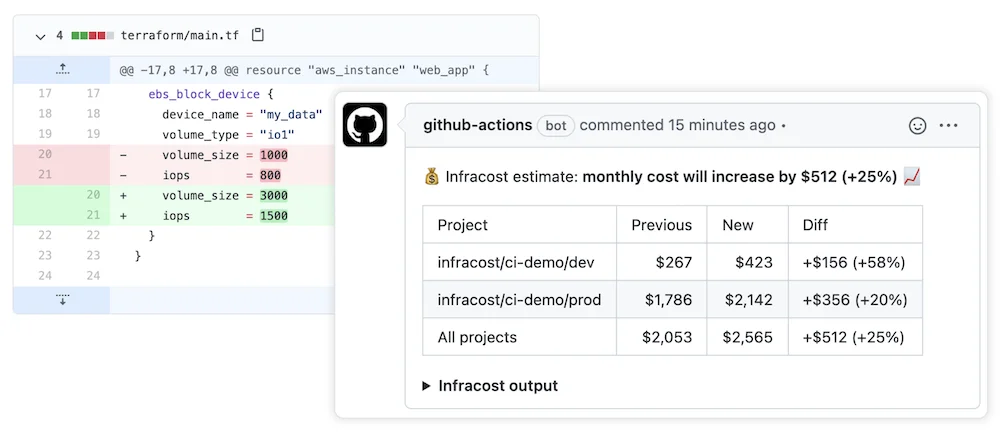 4 terraform/main.tf
@@ -17,8 +17,8 @@ resource "aws_instance" "web_app" {
17 17 ebs_block_device {
18 18 device_name = "my_data"
19 19 volume_type = "io1"
20 - volume_size = 1000
21 - iops = 800
20 + volume_size = 3000
21 + iops = 1500
22 22 }
23 23 }
24 24
github-actions bot commented 15 minutes ago •
💰 Infracost estimate: monthly cost will increase by $512 (+25%) 📈
Project Previous New Diff
infracost/ci-demo/dev $267 $423 +$156 (+58%)
infracost/ci-demo/prod $1,786 $2,142 +$356 (+20%)
All projects $2,053 $2,565 +$512 (+25%)
▶ Infracost output